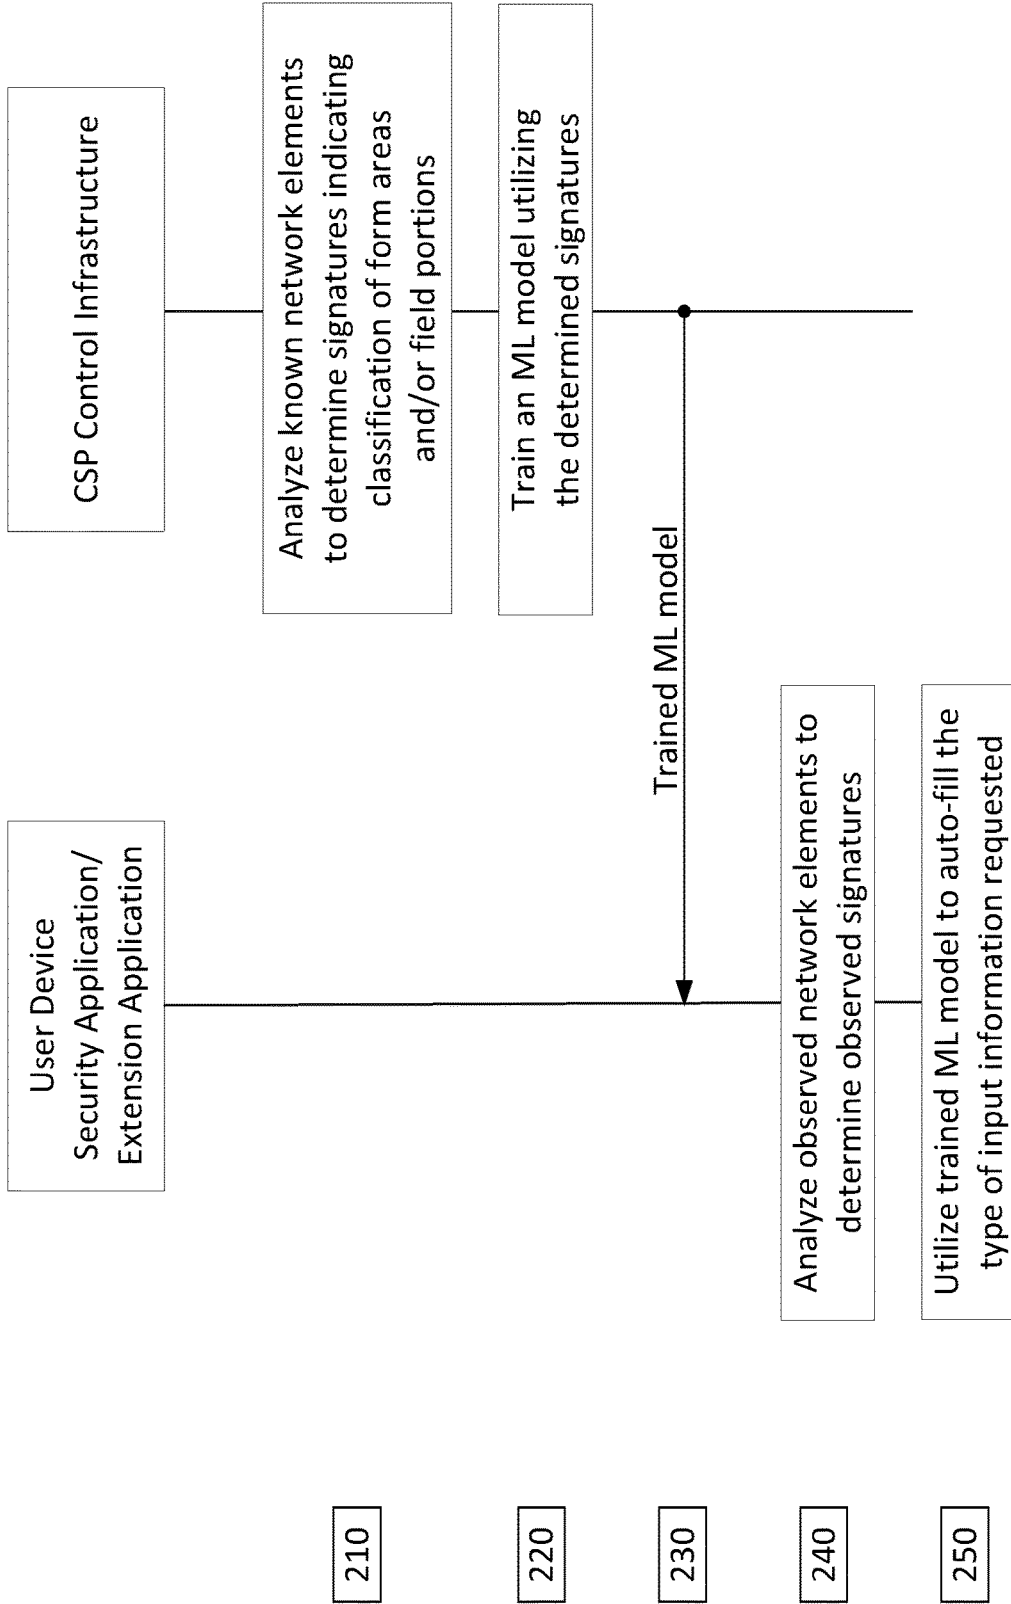 User Device
Security Application/
Extension Application
CSP Control Infrastructure
210
Analyze known network elements
to determine signatures indicating
classification of form areas
and/or field portions
220
Train an ML model utilizing
the determined signatures
230
Trained ML model
240
Analyze observed network elements to
determine observed signatures
250
Utilize trained ML model to auto-fill the
type of input information requested